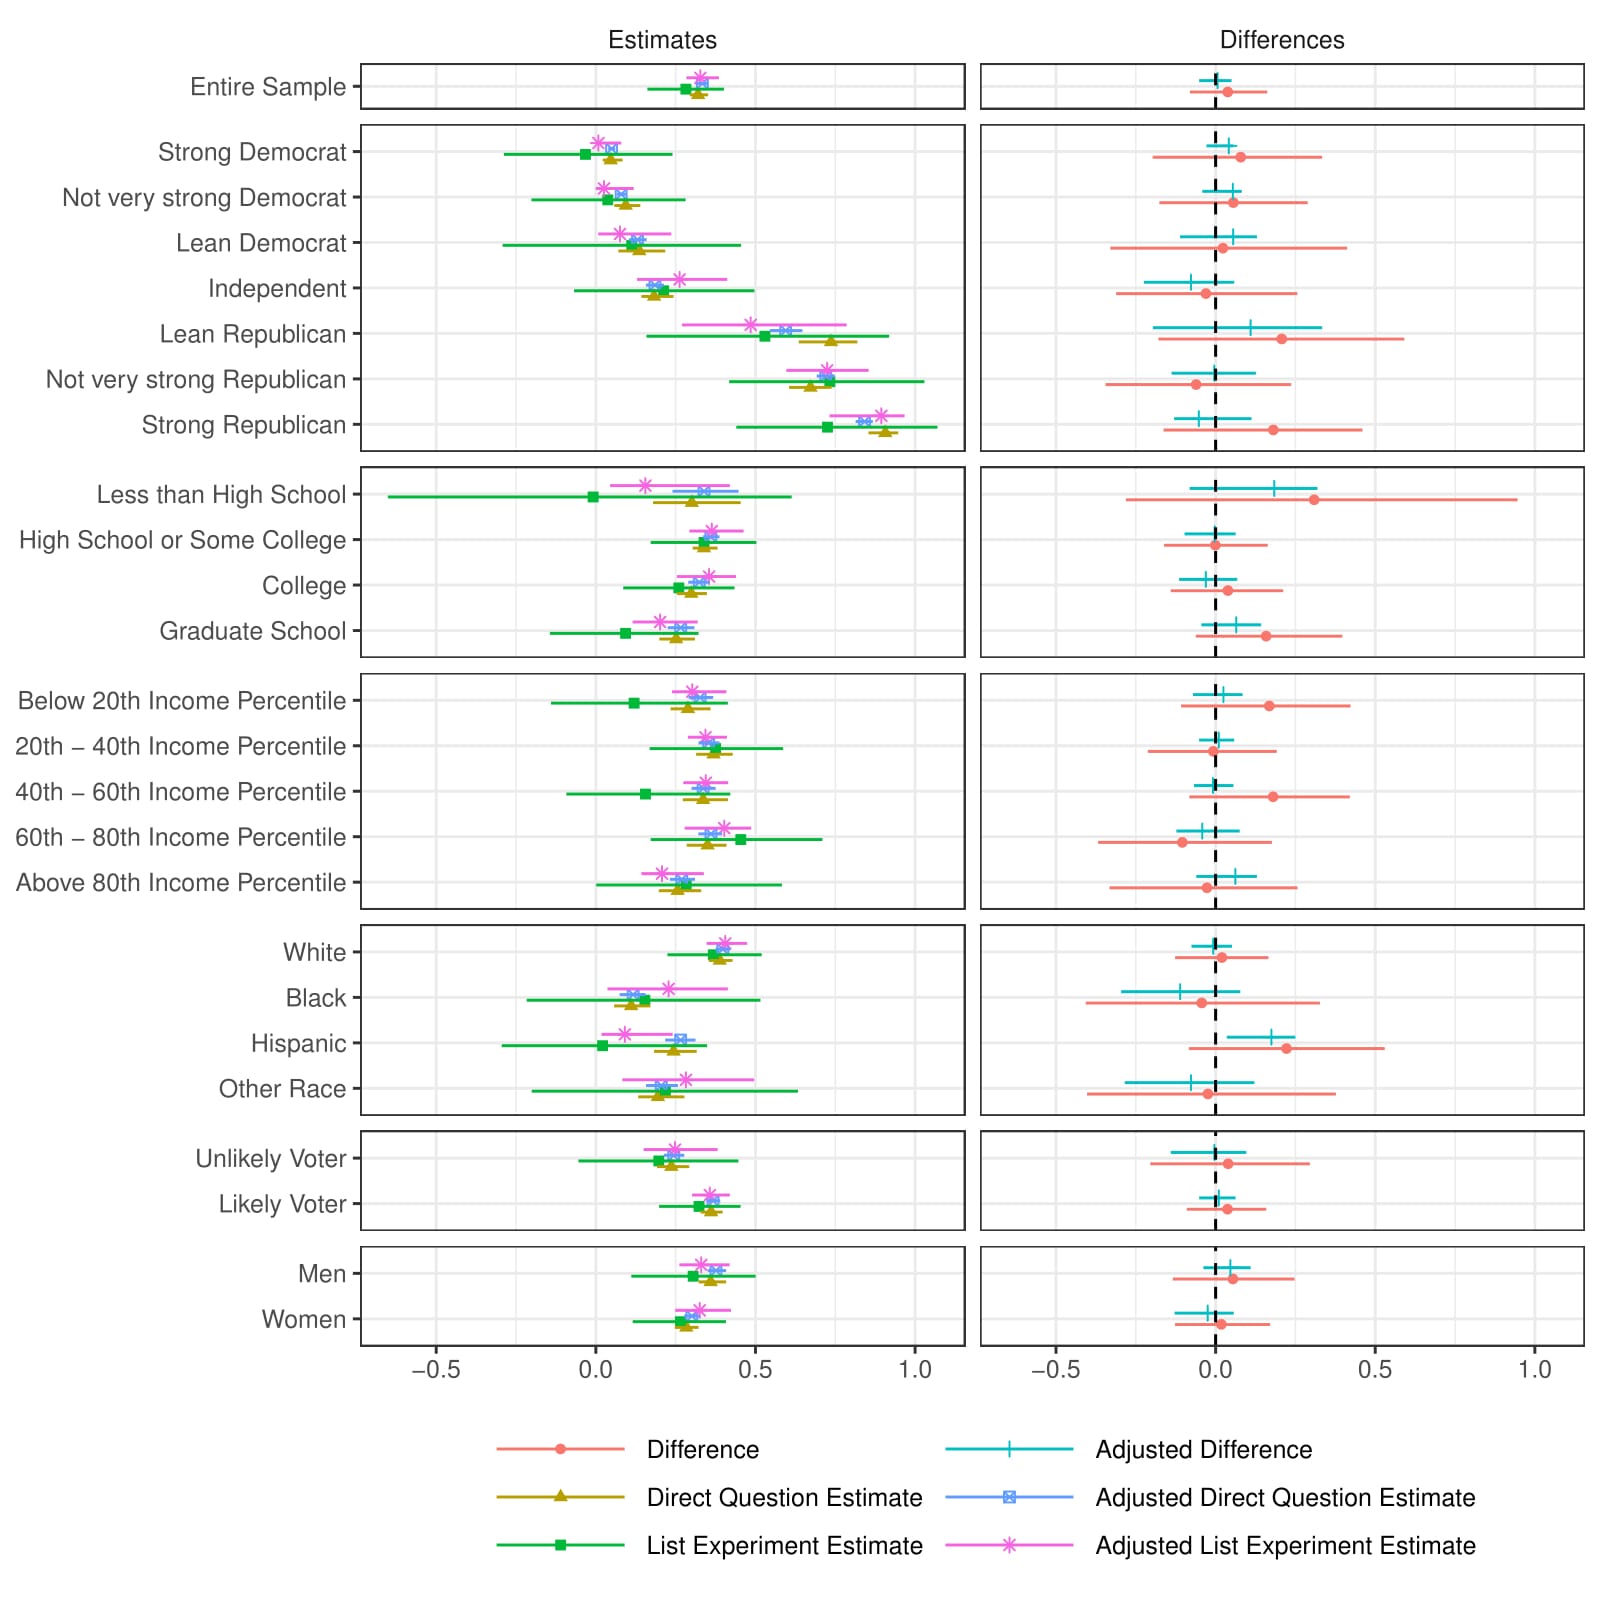 Estimates Differences
Entire Sample
Strong Democrat
Not very strong Democrat
Lean Democrat
Independent
Lean Republican
Not very strong Republican
Strong Republican
Less than High School
High School or Some College
College
Graduate School
Below 20th Income Percentile
20th − 40th Income Percentile
40th − 60th Income Percentile
60th − 80th Income Percentile
Above 80th Income Percentile
White
Black
Hispanic
Other Race
Unlikely Voter
Likely Voter
Men
Women
−0.5 0.0 0.5 1.0 −0.5 0.0 0.5 1.0
Difference Adjusted Difference
Direct Question Estimate Adjusted Direct Question Estimate
List Experiment Estimate Adjusted List Experiment Estimate